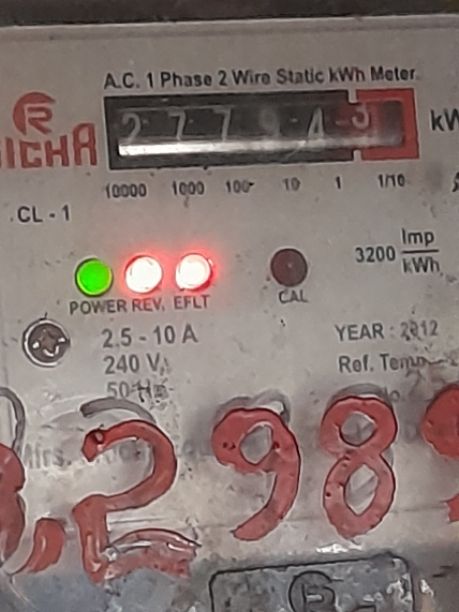 A.C. 1 Phase 2 Wire Static kWh Meter
R
2 7 7 9 4 3
10000 1000 100 10 1 1/10
CL - 1
3200 Imp/kWh
POWER REV. EFLT
CAL
2.5 - 10 A
240 V
50 Hz
YEAR : 2012
Ref. Temp
298